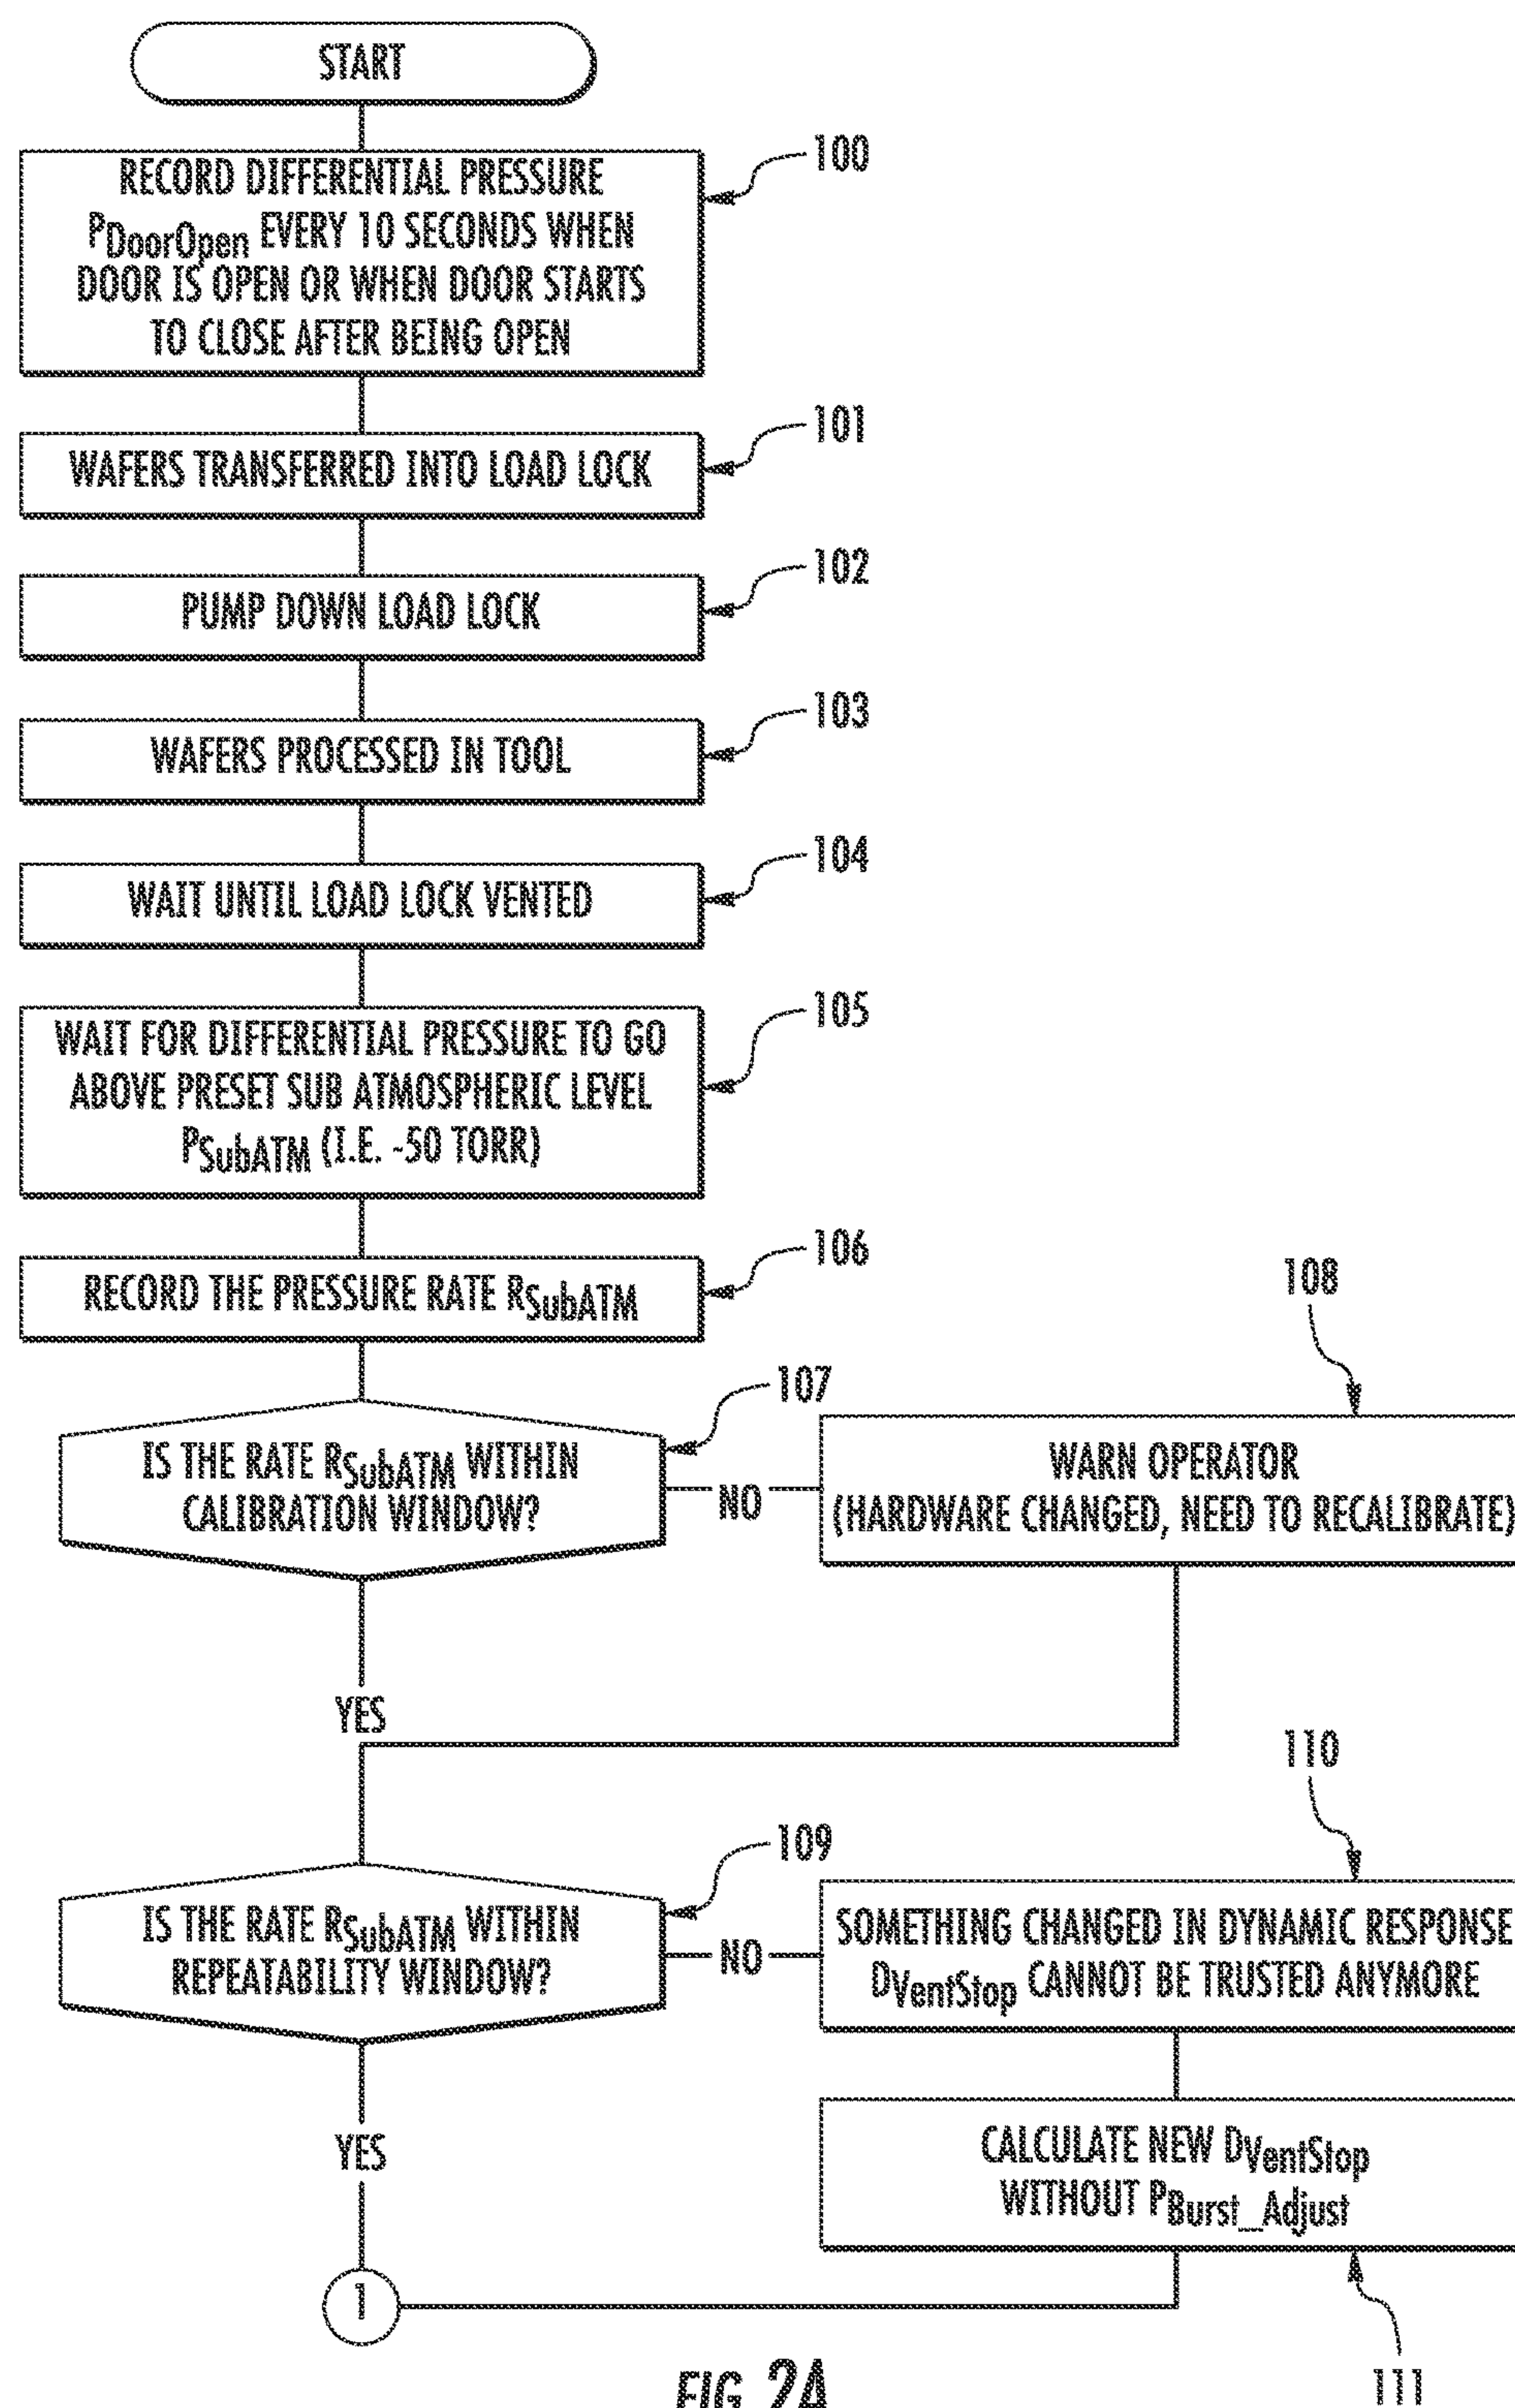 START
100
RECORD DIFFERENTIAL PRESSURE
PDoorOpen EVERY 10 SECONDS WHEN
DOOR IS OPEN OR WHEN DOOR STARTS
TO CLOSE AFTER BEING OPEN
101
WAFERS TRANSFERRED INTO LOAD LOCK
102
PUMP DOWN LOAD LOCK
103
WAFERS PROCESSED IN TOOL
104
WAIT UNTIL LOAD LOCK VENTED
105
WAIT FOR DIFFERENTIAL PRESSURE TO GO
ABOVE PRESET SUB ATMOSPHERIC LEVEL
PSubATM (I.E. -50 TORR)
106
RECORD THE PRESSURE RATE RSubATM
107
IS THE RATE RSubATM WITHIN
CALIBRATION WINDOW?
NO
108
WARN OPERATOR
(HARDWARE CHANGED, NEED TO RECALIBRATE)
YES
109
IS THE RATE RSubATM WITHIN
REPEATABILITY WINDOW?
NO
110
SOMETHING CHANGED IN DYNAMIC RESPONSE
DVentStop CANNOT BE TRUSTED ANYMORE
YES
CALCULATE NEW DVentStop
WITHOUT PBurst_Adjust
111
1
FIG. 2A